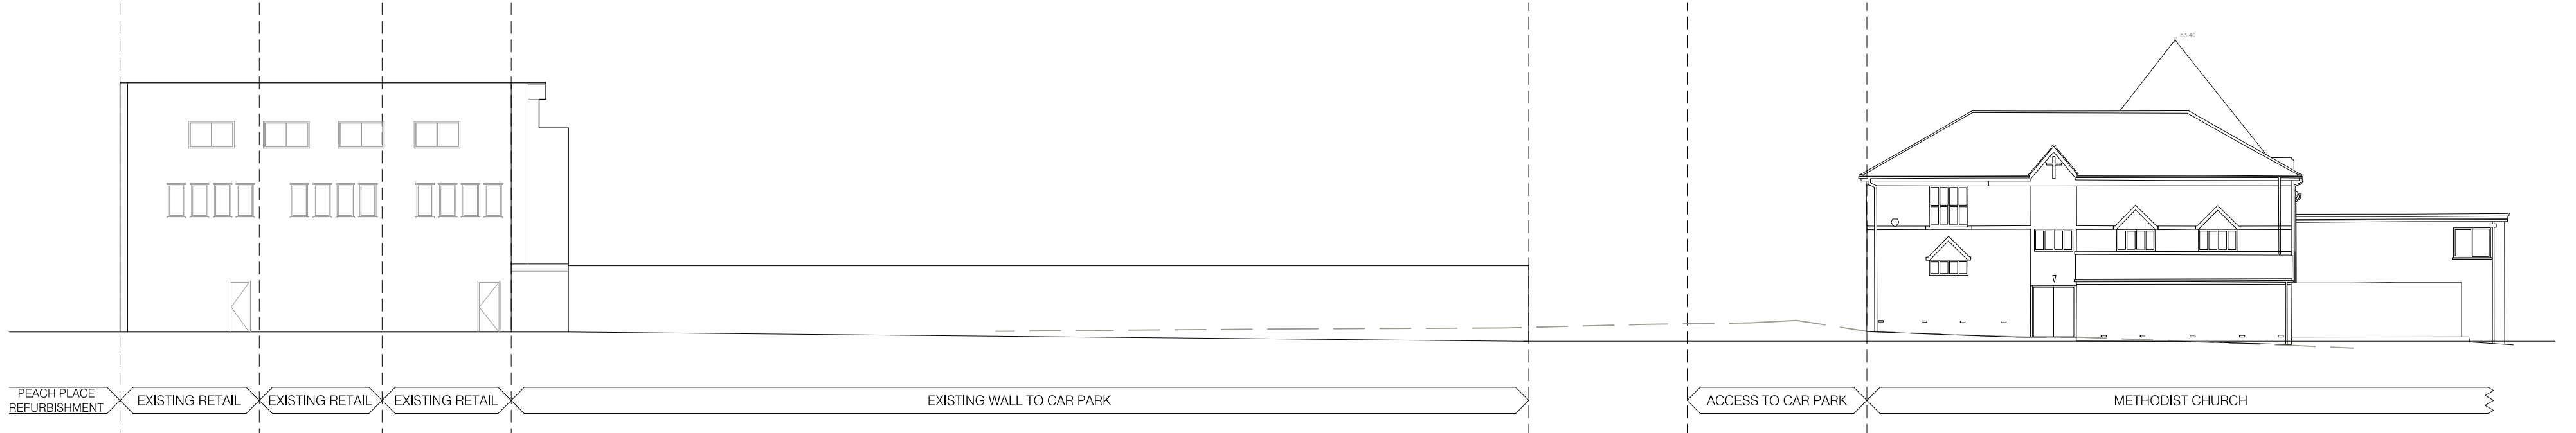 83.40
PEACH PLACE
REFURBISHMENT
EXISTING RETAIL
EXISTING RETAIL
EXISTING RETAIL
EXISTING WALL TO CAR PARK
ACCESS TO CAR PARK
METHODIST CHURCH